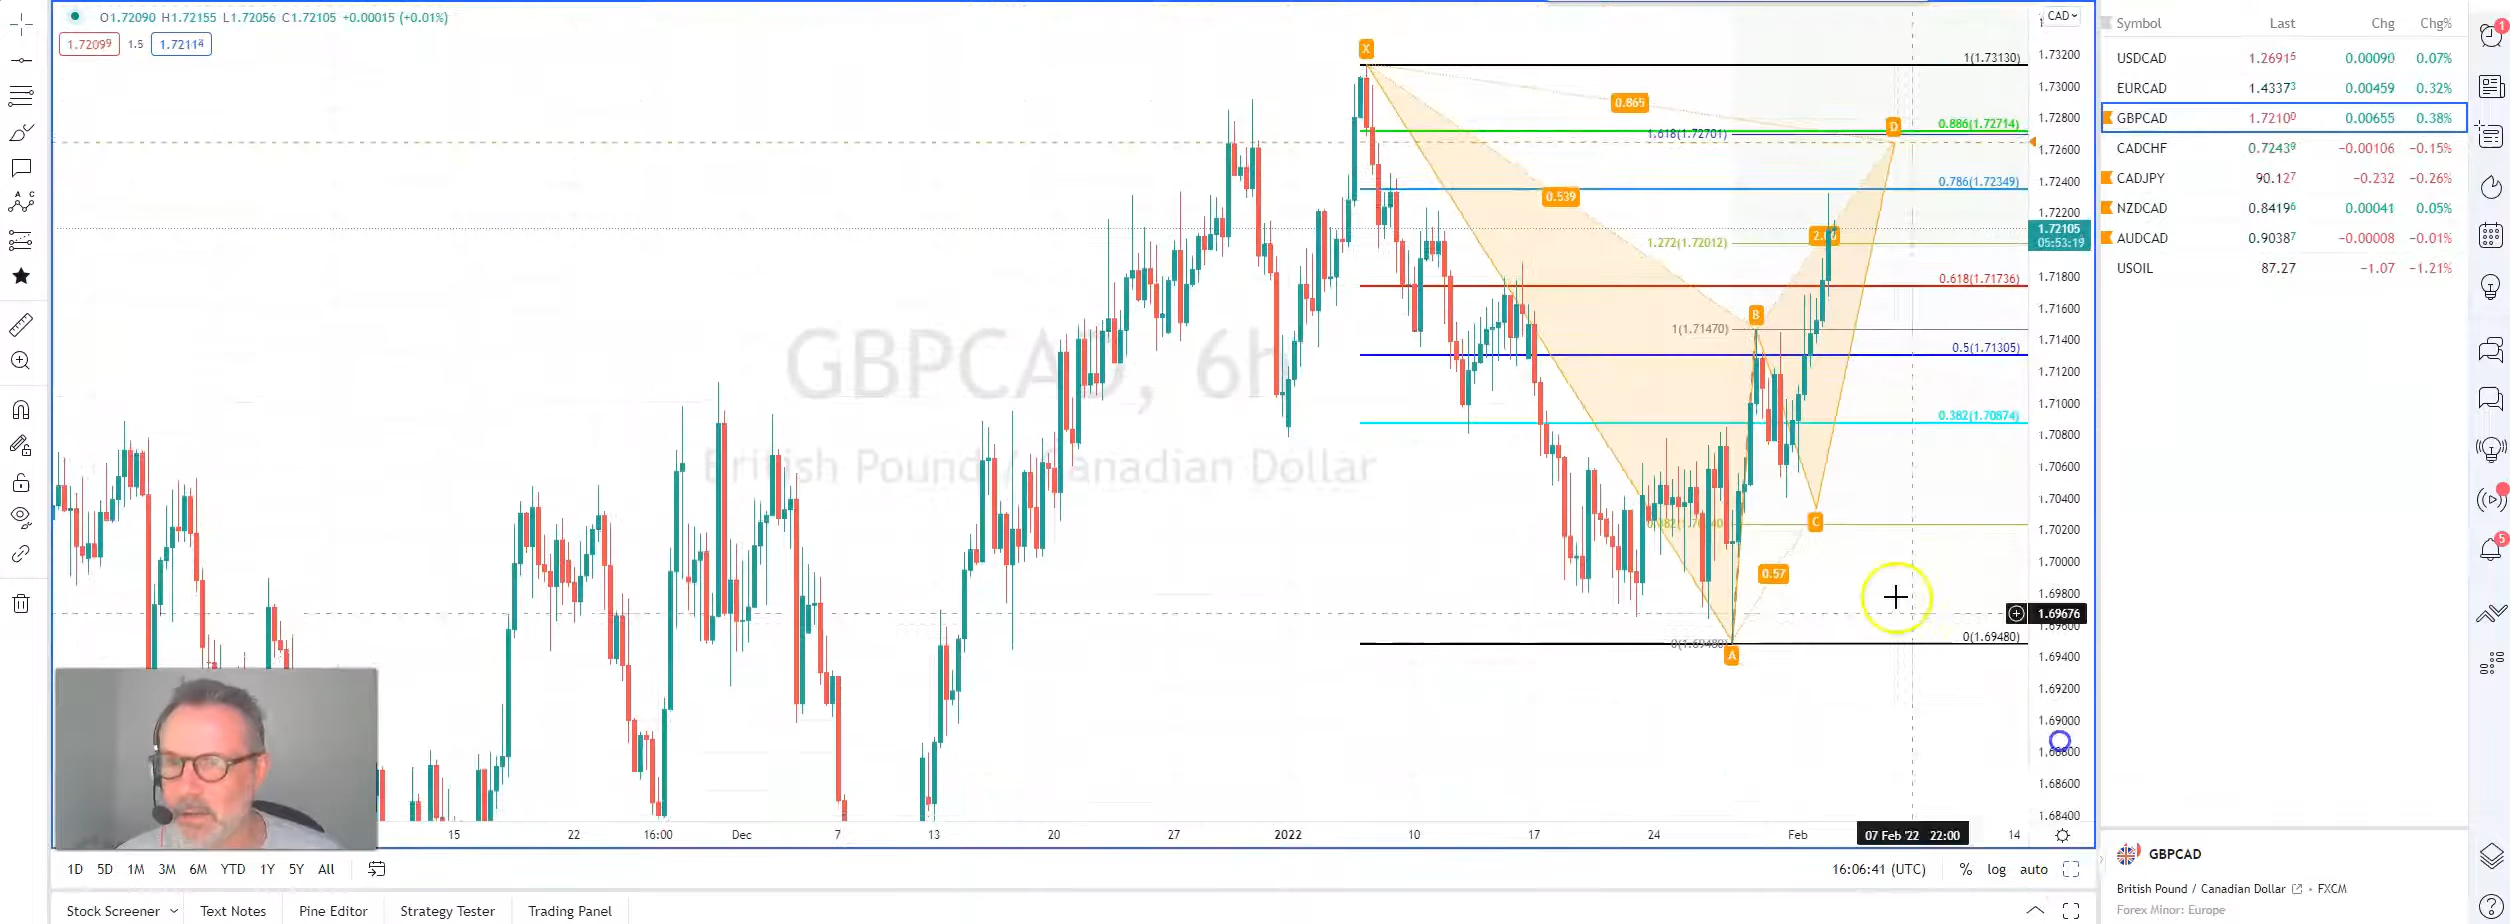 O1.72090 H1.72155 L1.72056 C1.72105 +0.00015 (+0.01%)
1.72099 1.5 1.72114
CAD
1.73200
1.73000
1.72800
1.72600
1.72400
1.72200
1.72105
05:53:19
1.71800
1.71600
1.71400
1.71200
1.71000
1.70800
1.70600
1.70400
1.70200
1.70000
1.69800
1.69676
1.69600
1.69400
1.69200
1.69000
1.68800
1.68600
1.68400
X
1(1.73130)
0.865
D
0.886(1.72714)
1.618(1.72701)
0.786(1.72349)
0.539
1.272(1.72012)
0.618(1.71736)
B
1(1.71470)
0.5(1.71305)
0.382(1.70874)
C
0.57
0(1.69480)
0(1.69480)
A
GBPCAD, 6h
British Pound / Canadian Dollar
15 22 16:00 Dec 7 13 20 27 2022 10 17 24 Feb 07 Feb '22 22:00 14
1D 5D 1M 3M 6M YTD 1Y 5Y All
16:06:41 (UTC) % log auto
Stock Screener Text Notes Pine Editor Strategy Tester Trading Panel
Symbol Last Chg Chg%
USDCAD 1.26915 0.00090 0.07%
EURCAD 1.43373 0.00459 0.32%
GBPCAD 1.72100 0.00655 0.38%
CADCHF 0.72439 −0.00106 −0.15%
CADJPY 90.127 −0.232 −0.26%
NZDCAD 0.84196 0.00041 0.05%
AUDCAD 0.90387 −0.00008 −0.01%
USOIL 87.27 −1.07 −1.21%
1
5
GBPCAD
British Pound / Canadian Dollar • FXCM
Forex Minor: Europe